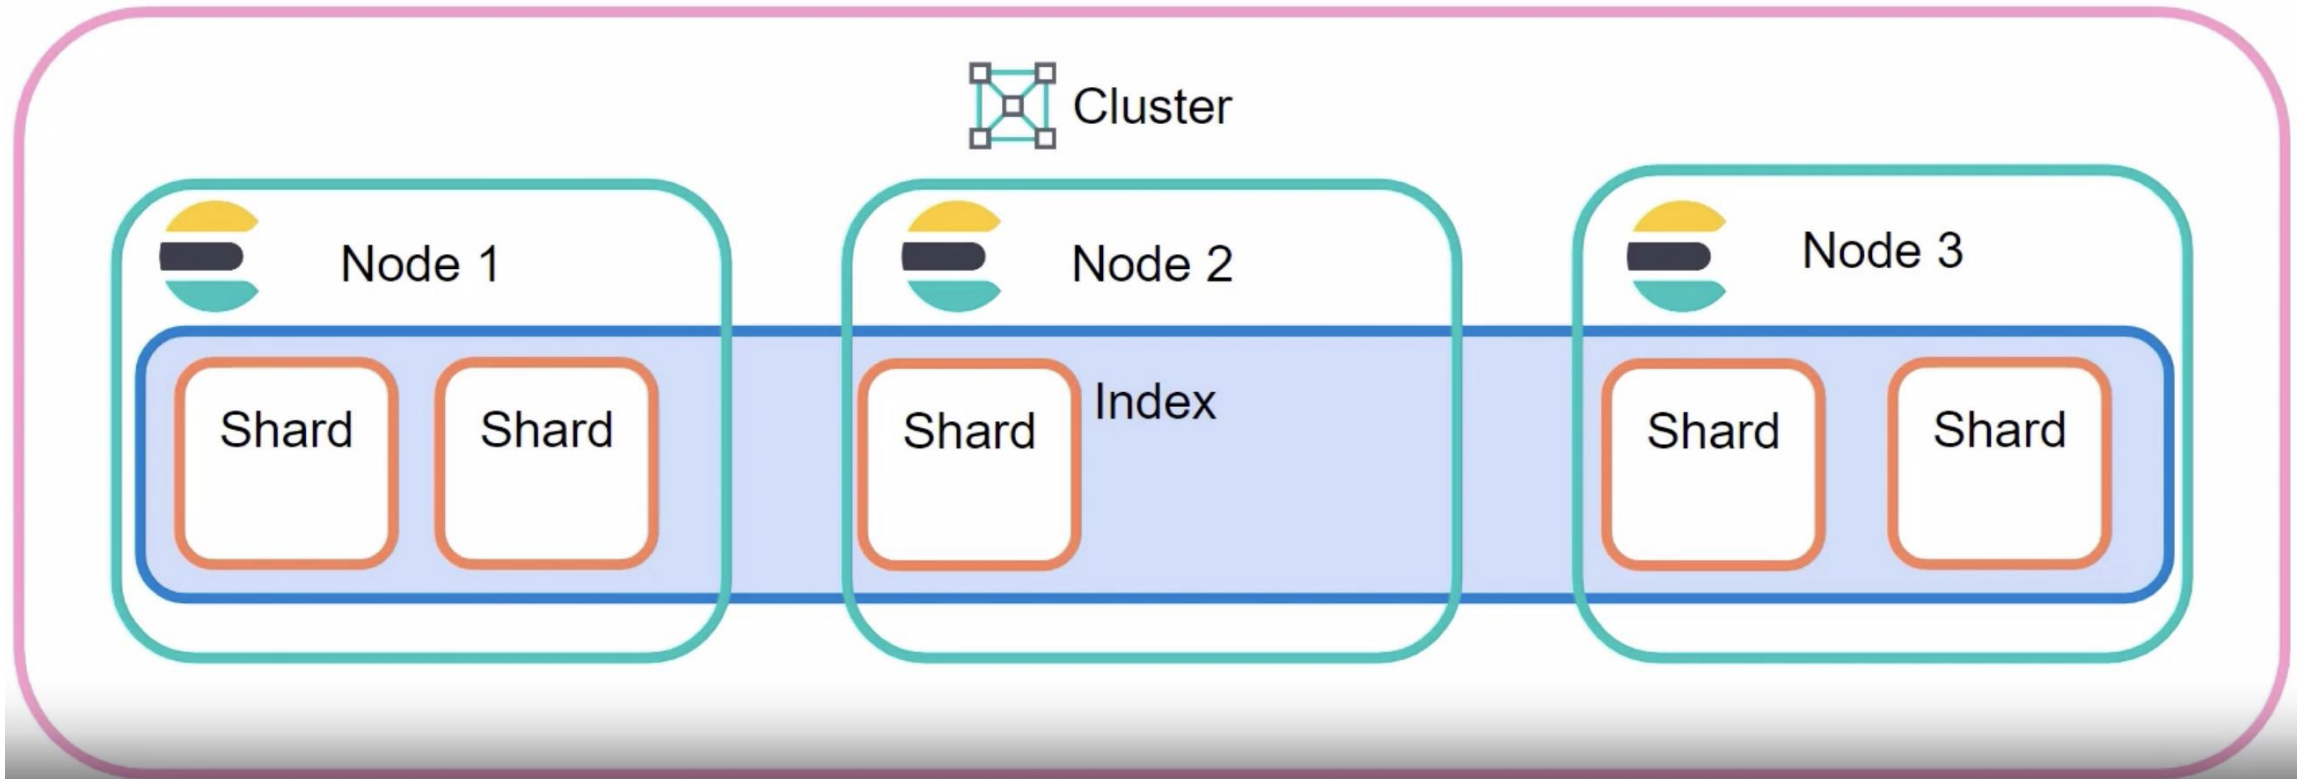 Cluster
Node 1
Node 2
Node 3
Shard
Shard
Shard
Index
Shard
Shard